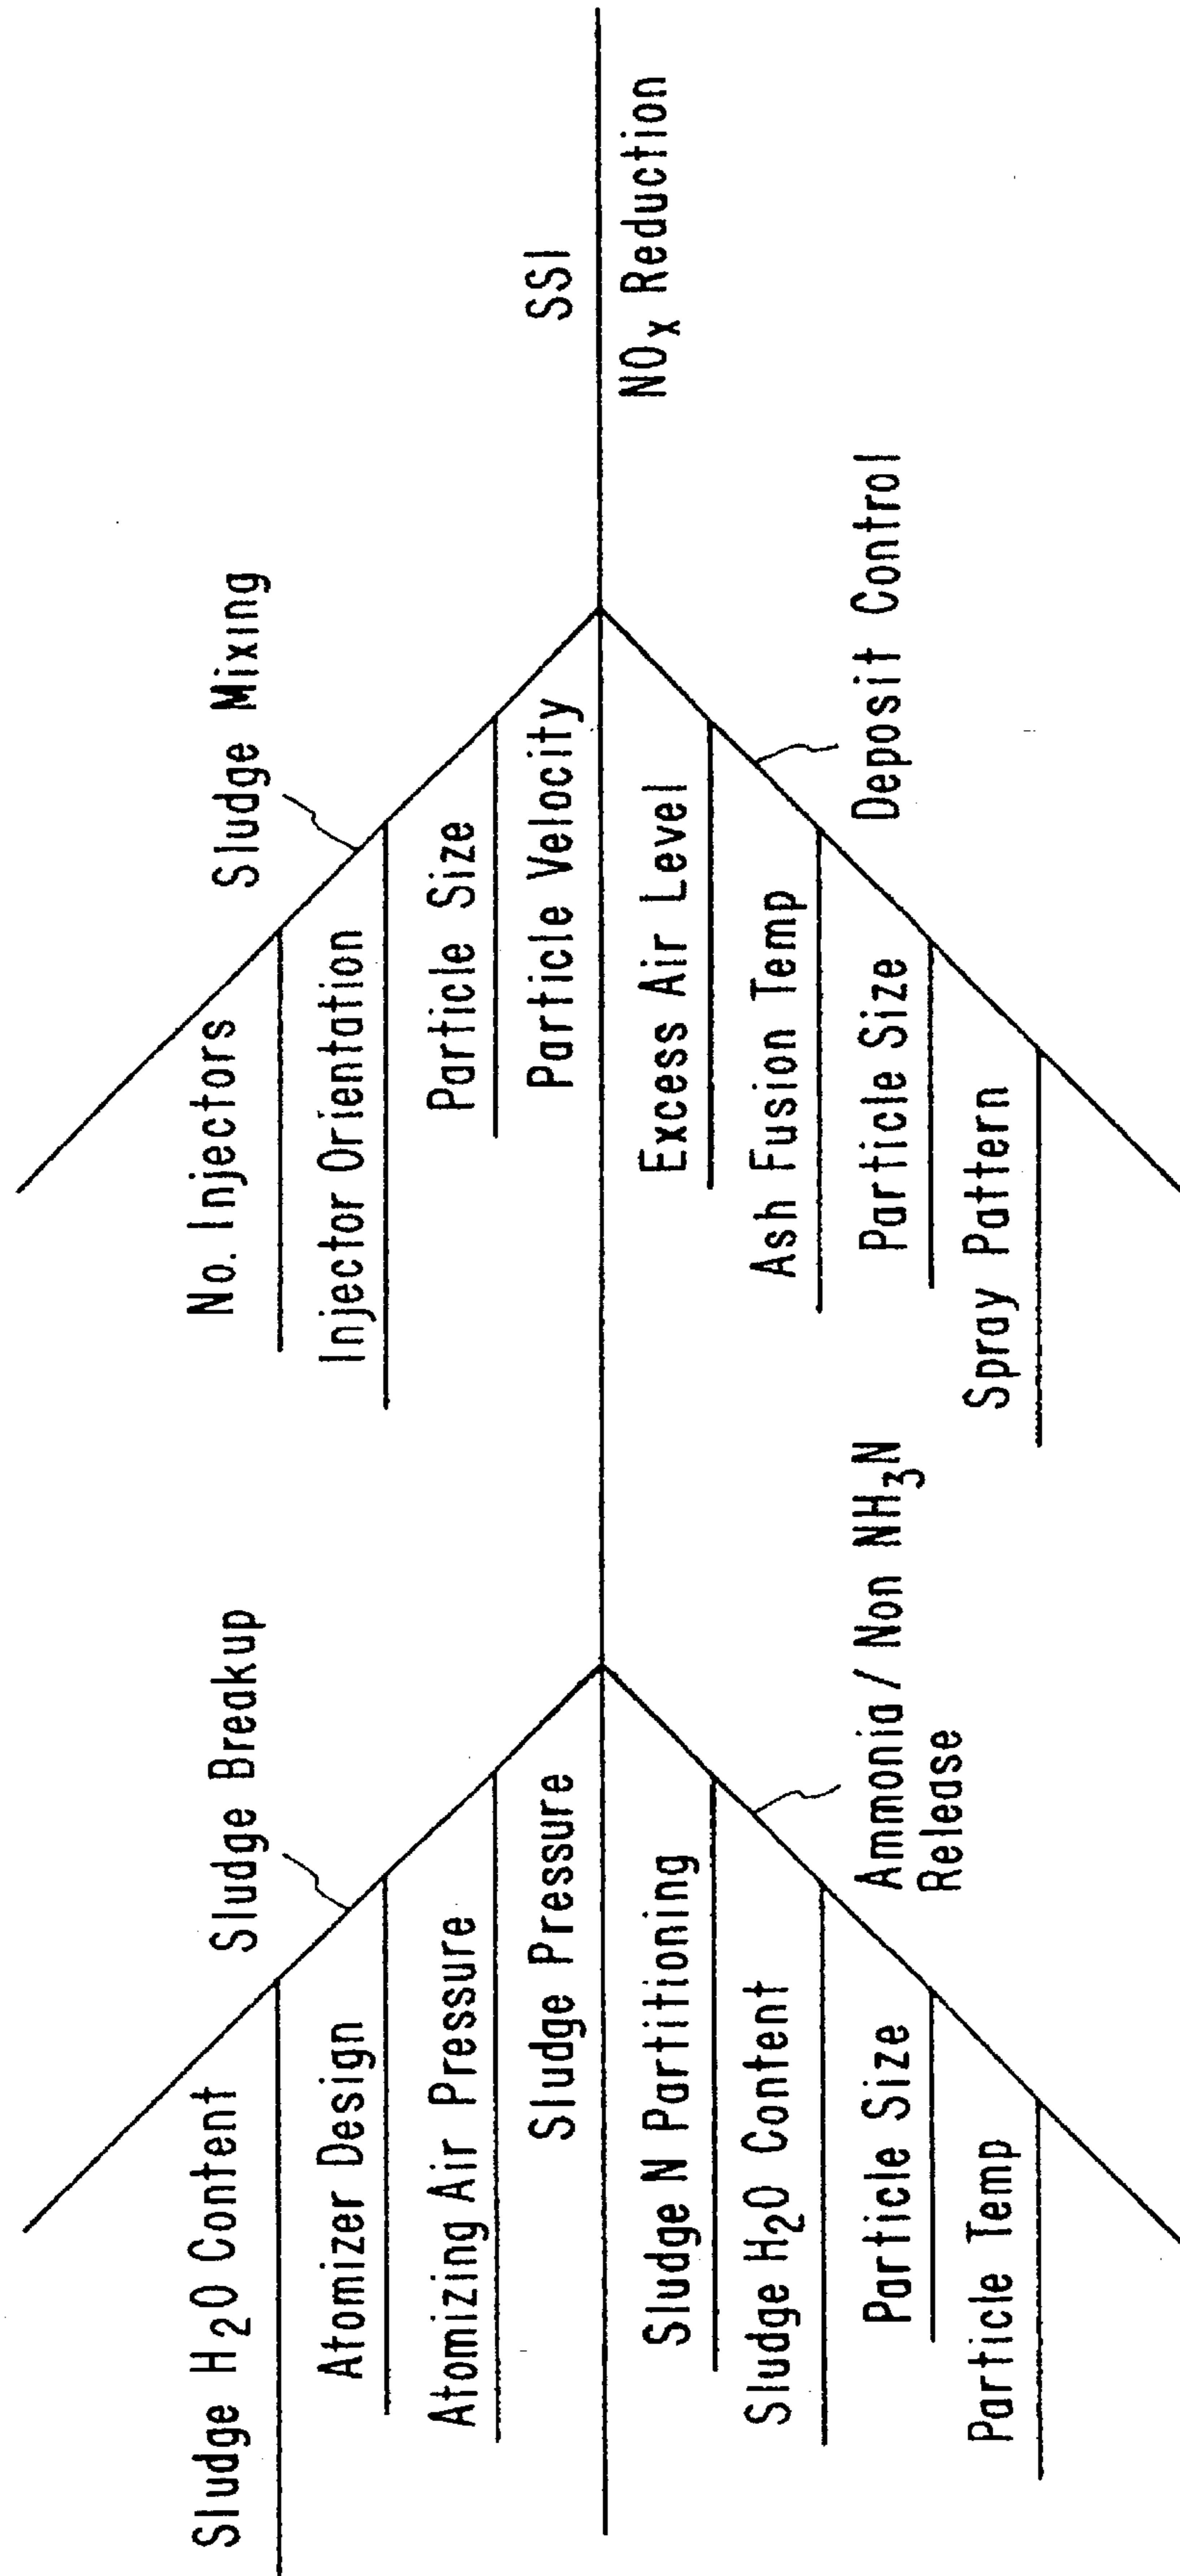 Sludge Breakup
Sludge H2O Content
Atomizer Design
Atomizing Air Pressure
Sludge Pressure
Sludge N Partitioning
Sludge H2O Content
Particle Size
Particle Temp
Ammonia / Non NH3N
Release
Sludge Mixing
No. Injectors
Injector Orientation
Particle Size
Particle Velocity
Excess Air Level
Ash Fusion Temp
Particle Size
Spray Pattern
Deposit Control
SSI
NOx Reduction